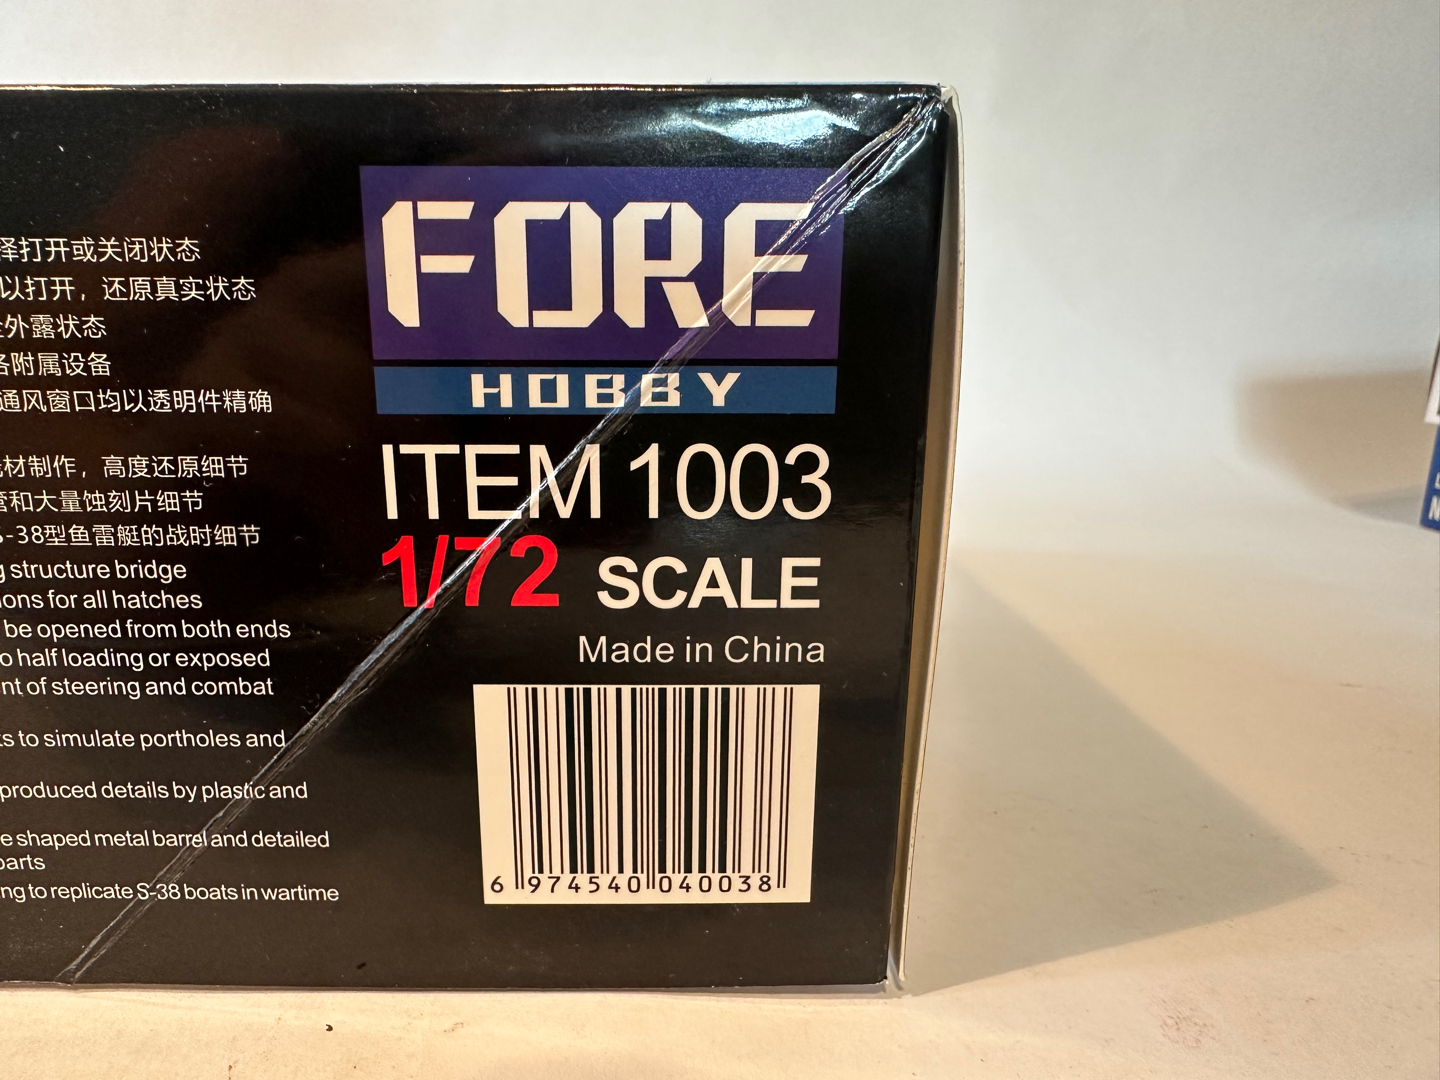 择打开或关闭状态
以打开，还原真实状态
外露状态
附属设备
通风窗口均以透明件精确
材制作，高度还原细节
和大量蚀刻片细节
-38型鱼雷艇的战时细节
structure bridge
for all hatches
be opened from both ends
half loading or exposed
of steering and combat
to simulate portholes and
produced details by plastic and
shaped metal barrel and detailed
parts
to replicate S-38 boats in wartime
FORE
HOBBY
ITEM 1003
1/72 SCALE
Made in China
6 974540 040038